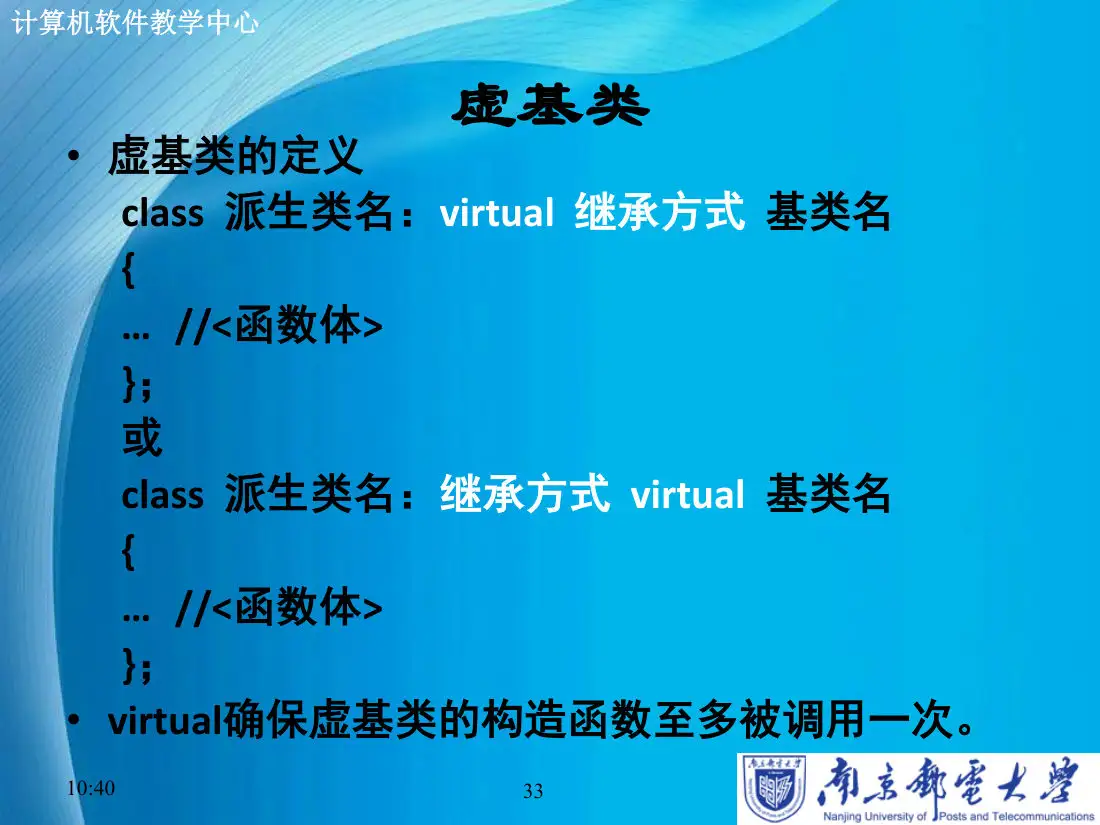 计算机软件教学中心
虚基类
• 虚基类的定义
class 派生类名：virtual 继承方式 基类名
{
… //<函数体>
};
或
class 派生类名：继承方式 virtual 基类名
{
… //<函数体>
};
• virtual确保虚基类的构造函数至多被调用一次。
10:40
33
南京邮电大学
Nanjing University of Posts and Telecommunications